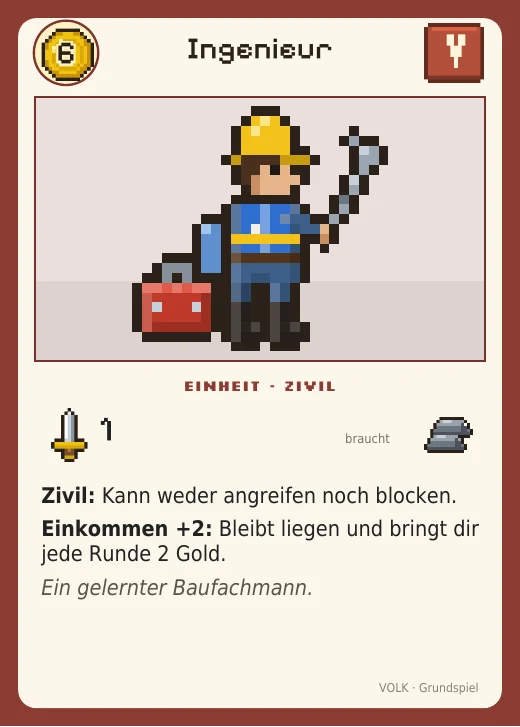 6
Ingenieur
EINHEIT · ZIVIL
1
braucht
Zivil: Kann weder angreifen noch blocken.
Einkommen +2: Bleibt liegen und bringt dir
jede Runde 2 Gold.
Ein gelernter Baufachmann.
VOLK · Grundspiel